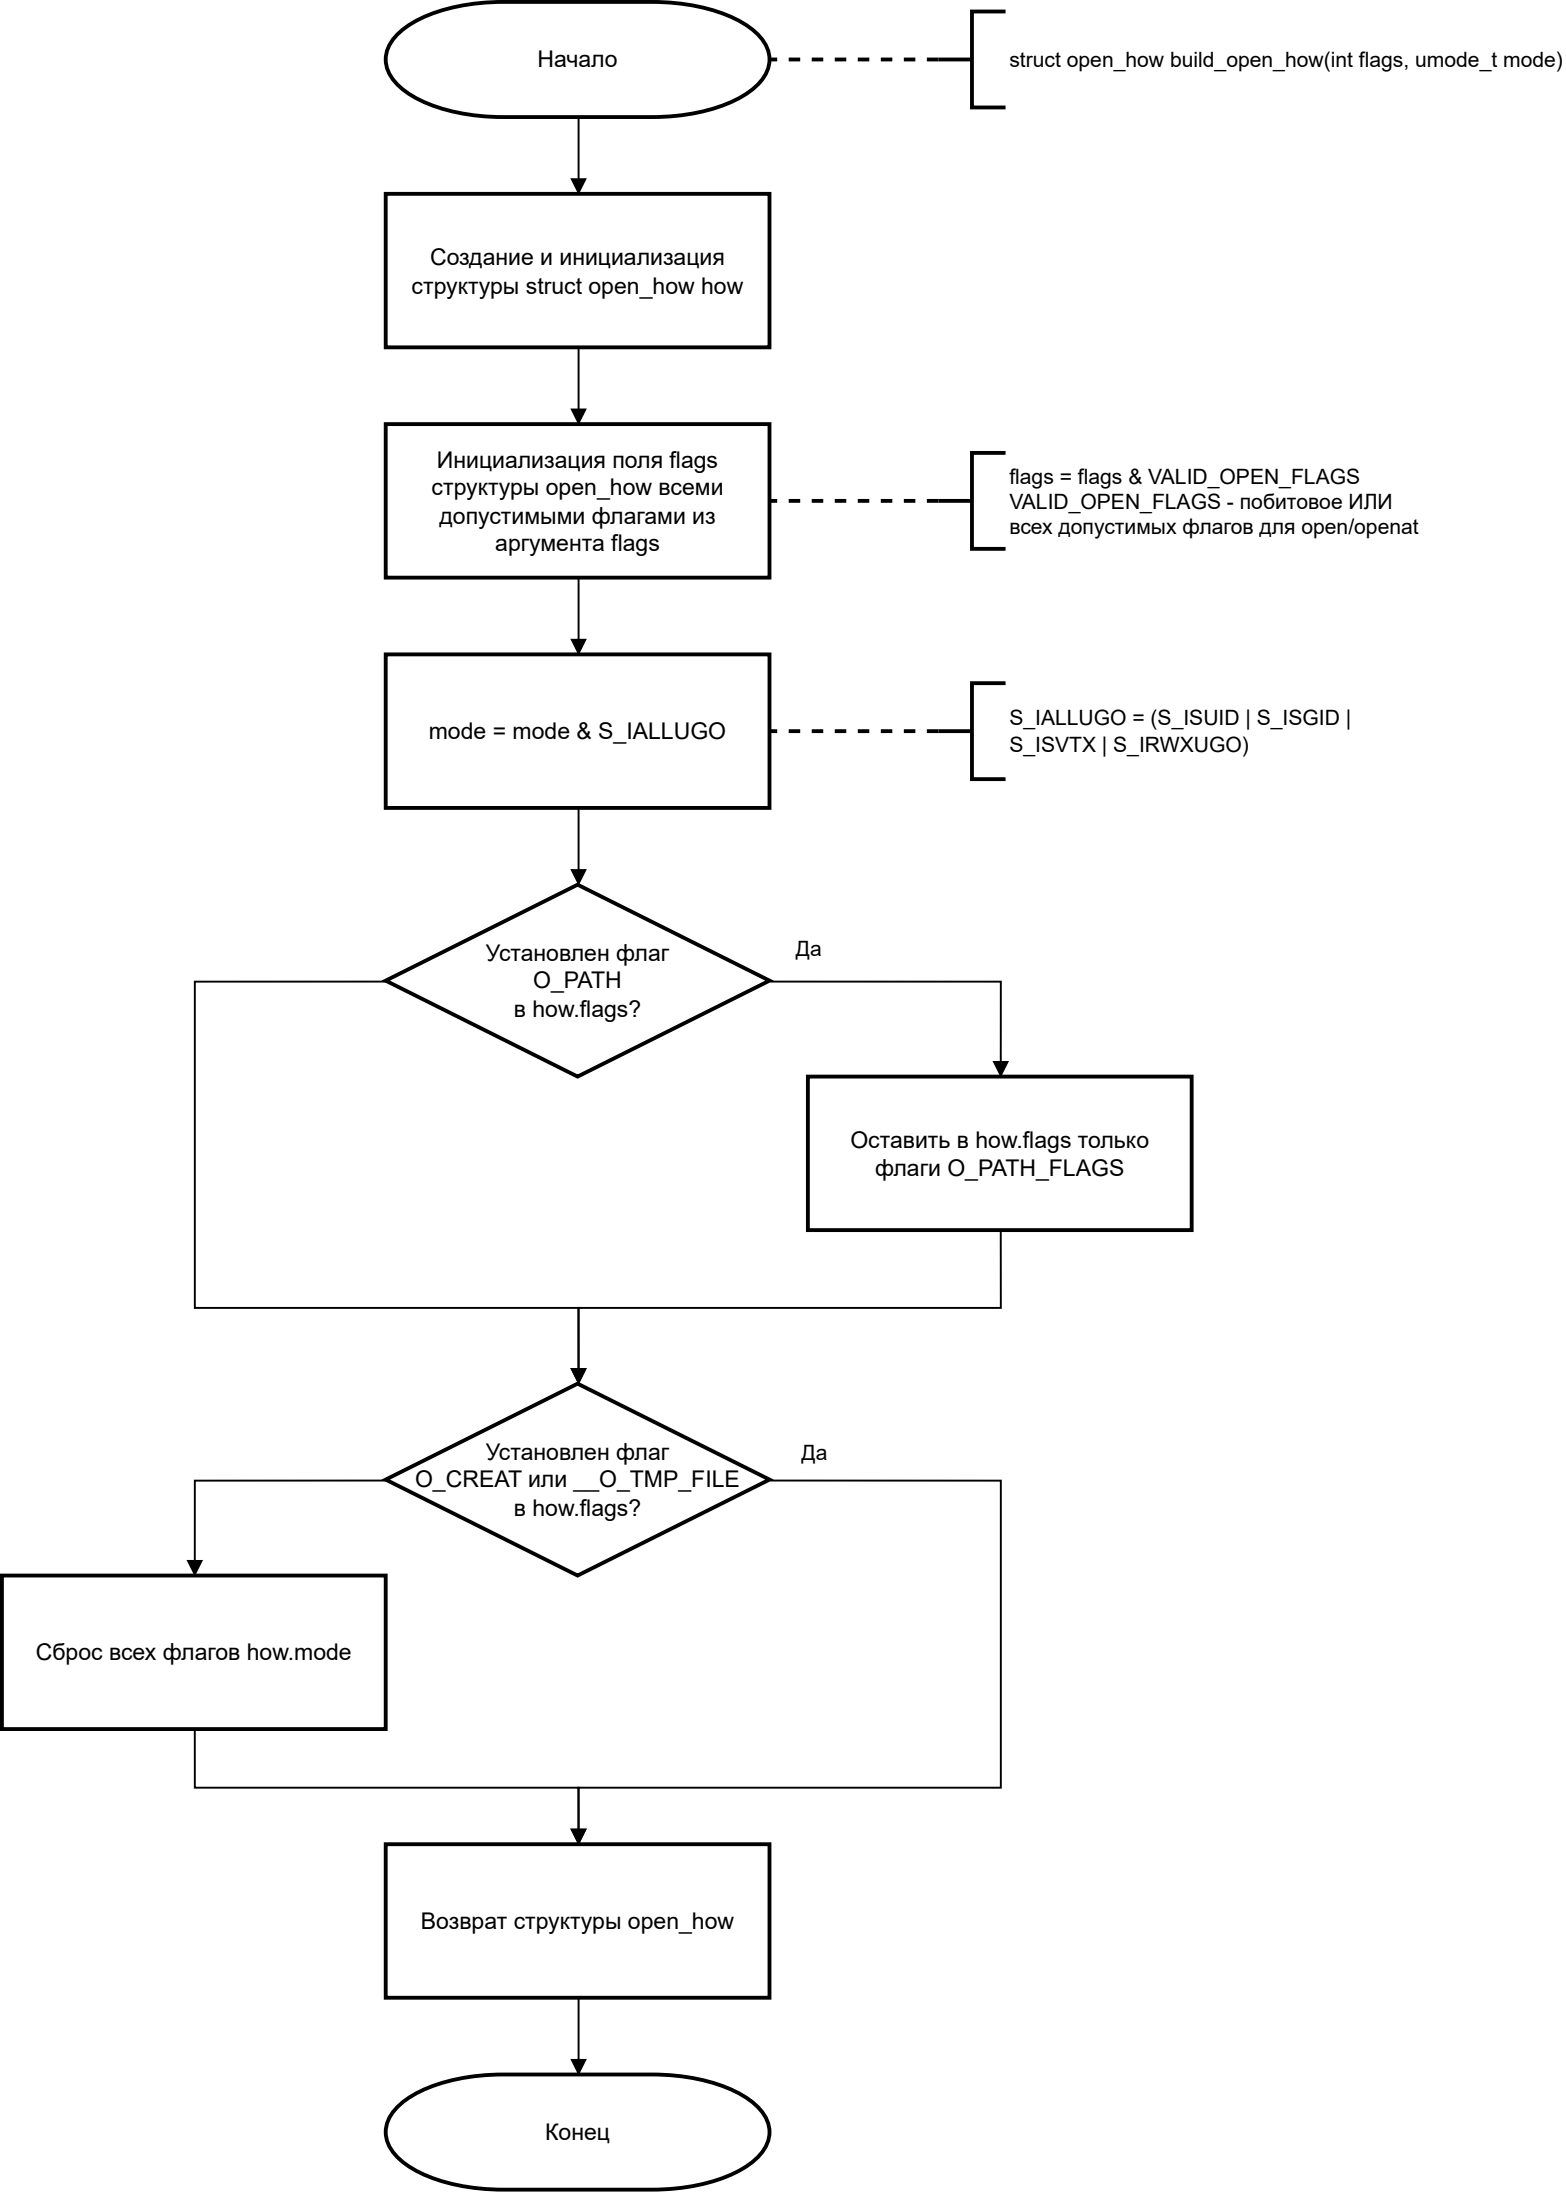 Начало
struct open_how build_open_how(int flags, umode_t mode)
Создание и инициализация
структуры struct open_how how
Инициализация поля flags
структуры open_how всеми
допустимыми флагами из
аргумента flags
flags = flags & VALID_OPEN_FLAGS
VALID_OPEN_FLAGS - побитовое ИЛИ
всех допустимых флагов для open/openat
mode = mode & S_IALLUGO
S_IALLUGO = (S_ISUID | S_ISGID |
S_ISVTX | S_IRWXUGO)
Установлен флаг
O_PATH
в how.flags?
Да
Оставить в how.flags только
флаги O_PATH_FLAGS
Установлен флаг
O_CREAT или __O_TMP_FILE
в how.flags?
Да
Сброс всех флагов how.mode
Возврат структуры open_how
Конец